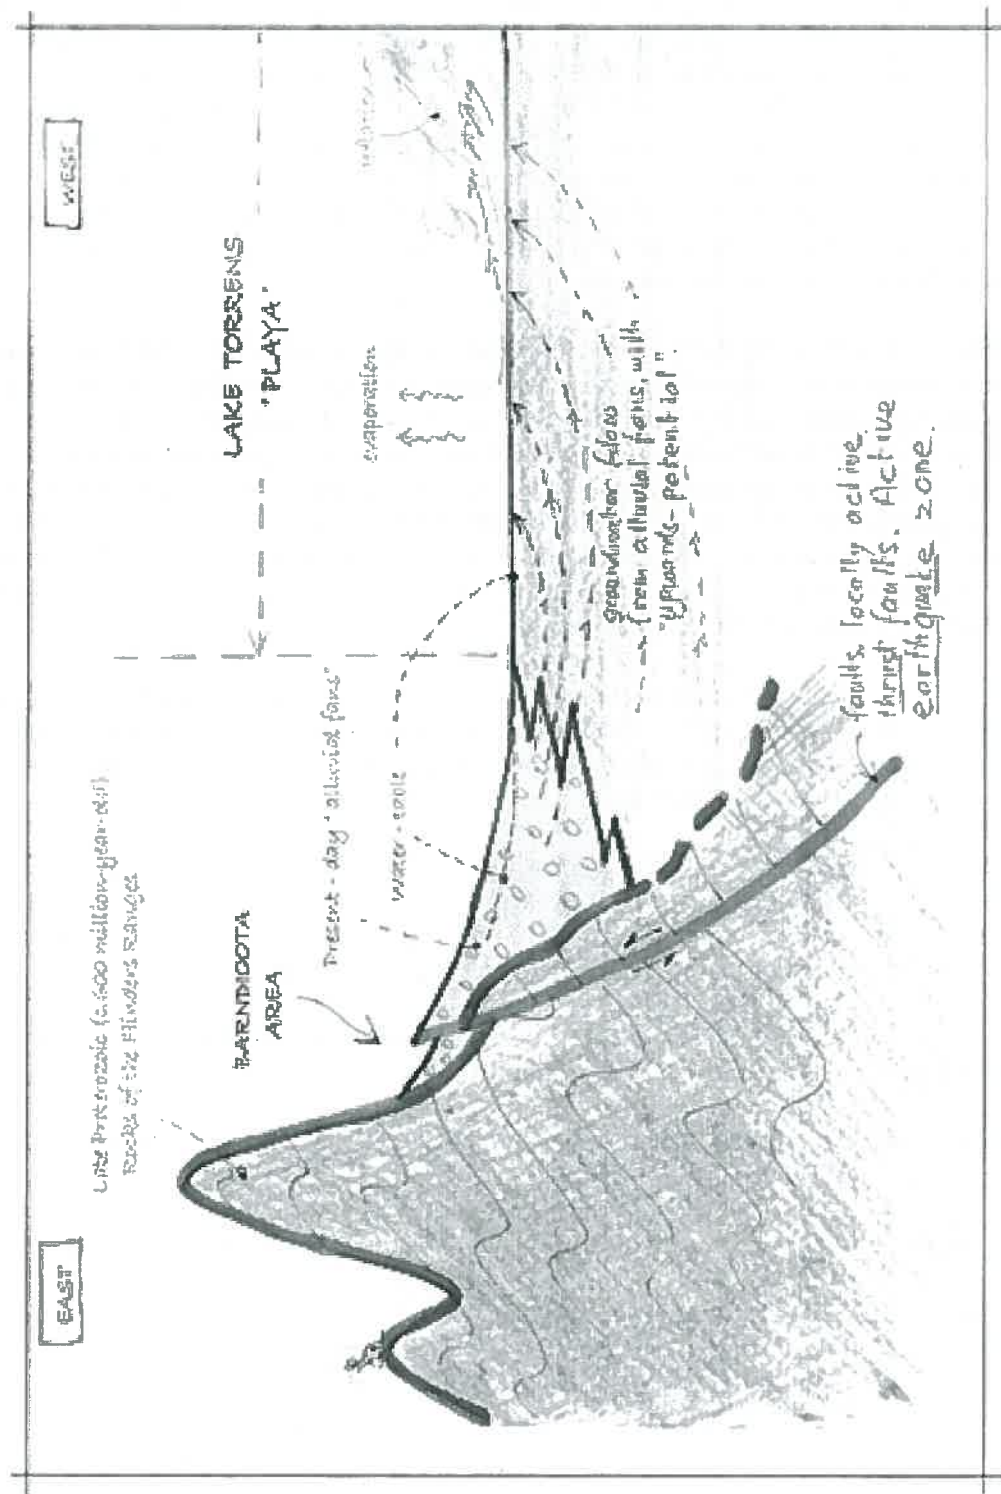 EAST
WEST
Late Proterozoic (c. 600 million-year-old)
Rocks of the Flinders Ranges
BARNDIOOTA
AREA
Present-day "alluvial fans"
water-table
LAKE TORRENS
"PLAYA"
evaporation
groundwater flow
from alluvial fans, with
"upwards-potential".
faults locally active
thrust faults. Active
earthquake zone.